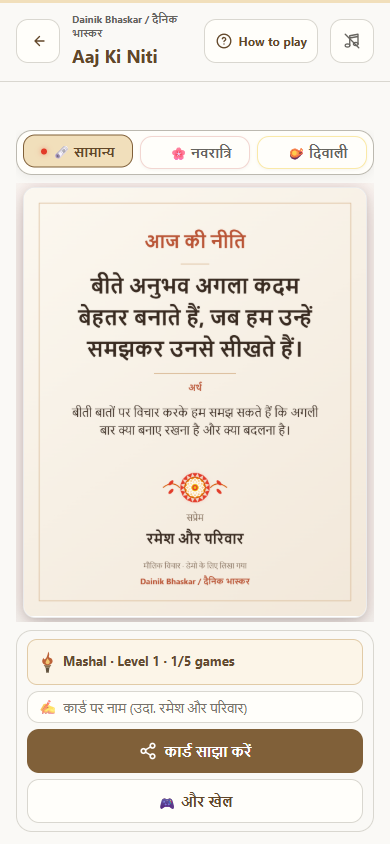 Dainik Bhaskar / दैनिक
भास्कर
Aaj Ki Niti
How to play
सामान्य
नवरात्रि
दिवाली
आज की नीति
बीते अनुभव अगला कदम
बेहतर बनाते हैं, जब हम उन्हें
समझकर उनसे सीखते हैं।
अर्थ
बीती बातों पर विचार करके हम समझ सकते हैं कि अगली
बार क्या बनाए रखना है और क्या बदलना है।
सप्रेम
रमेश और परिवार
मौलिक विचार · डेमो के लिए लिखा गया
Dainik Bhaskar / दैनिक भास्कर
Mashal · Level 1 · 1/5 games
कार्ड पर नाम (उदा. रमेश और परिवार)
कार्ड साझा करें
और खेल